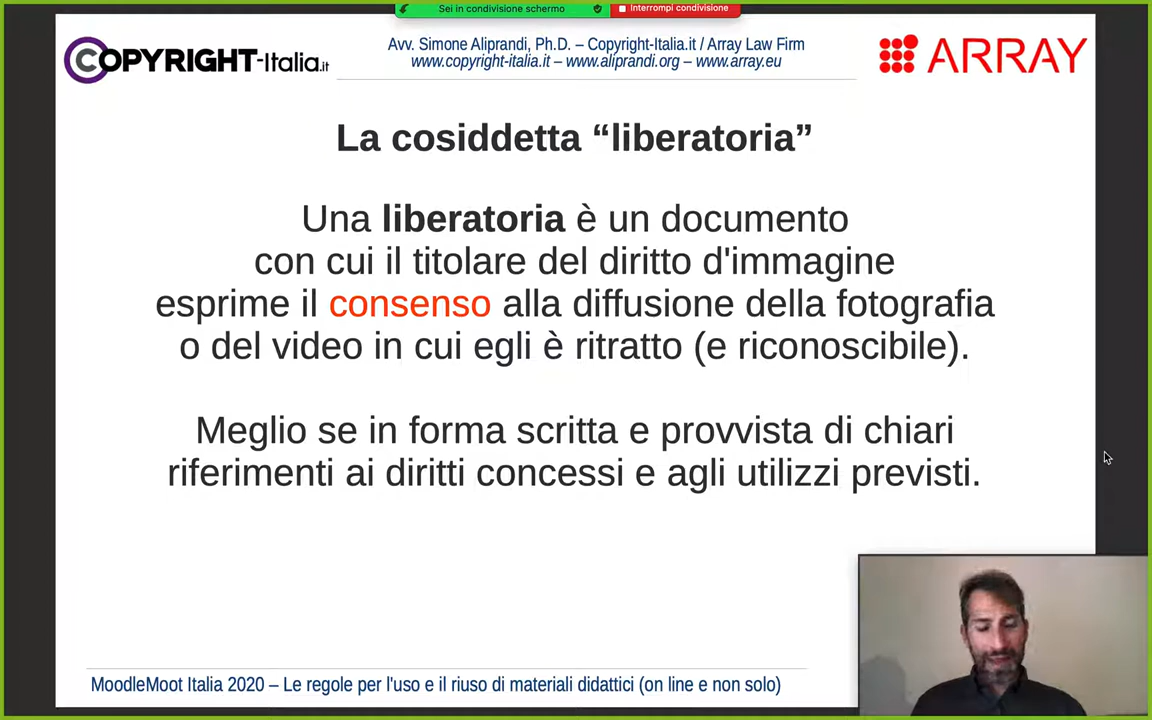 Sei in condivisione schermo
Interrompi condivisione
COPYRIGHT-Italia.it
Avv. Simone Aliprandi, Ph.D. – Copyright-Italia.it / Array Law Firm
www.copyright-italia.it – www.aliprandi.org – www.array.eu
ARRAY
La cosiddetta “liberatoria”
Una liberatoria è un documento
con cui il titolare del diritto d'immagine
esprime il consenso alla diffusione della fotografia
o del video in cui egli è ritratto (e riconoscibile).
Meglio se in forma scritta e provvista di chiari
riferimenti ai diritti concessi e agli utilizzi previsti.
MoodleMoot Italia 2020 – Le regole per l'uso e il riuso di materiali didattici (on line e non solo)